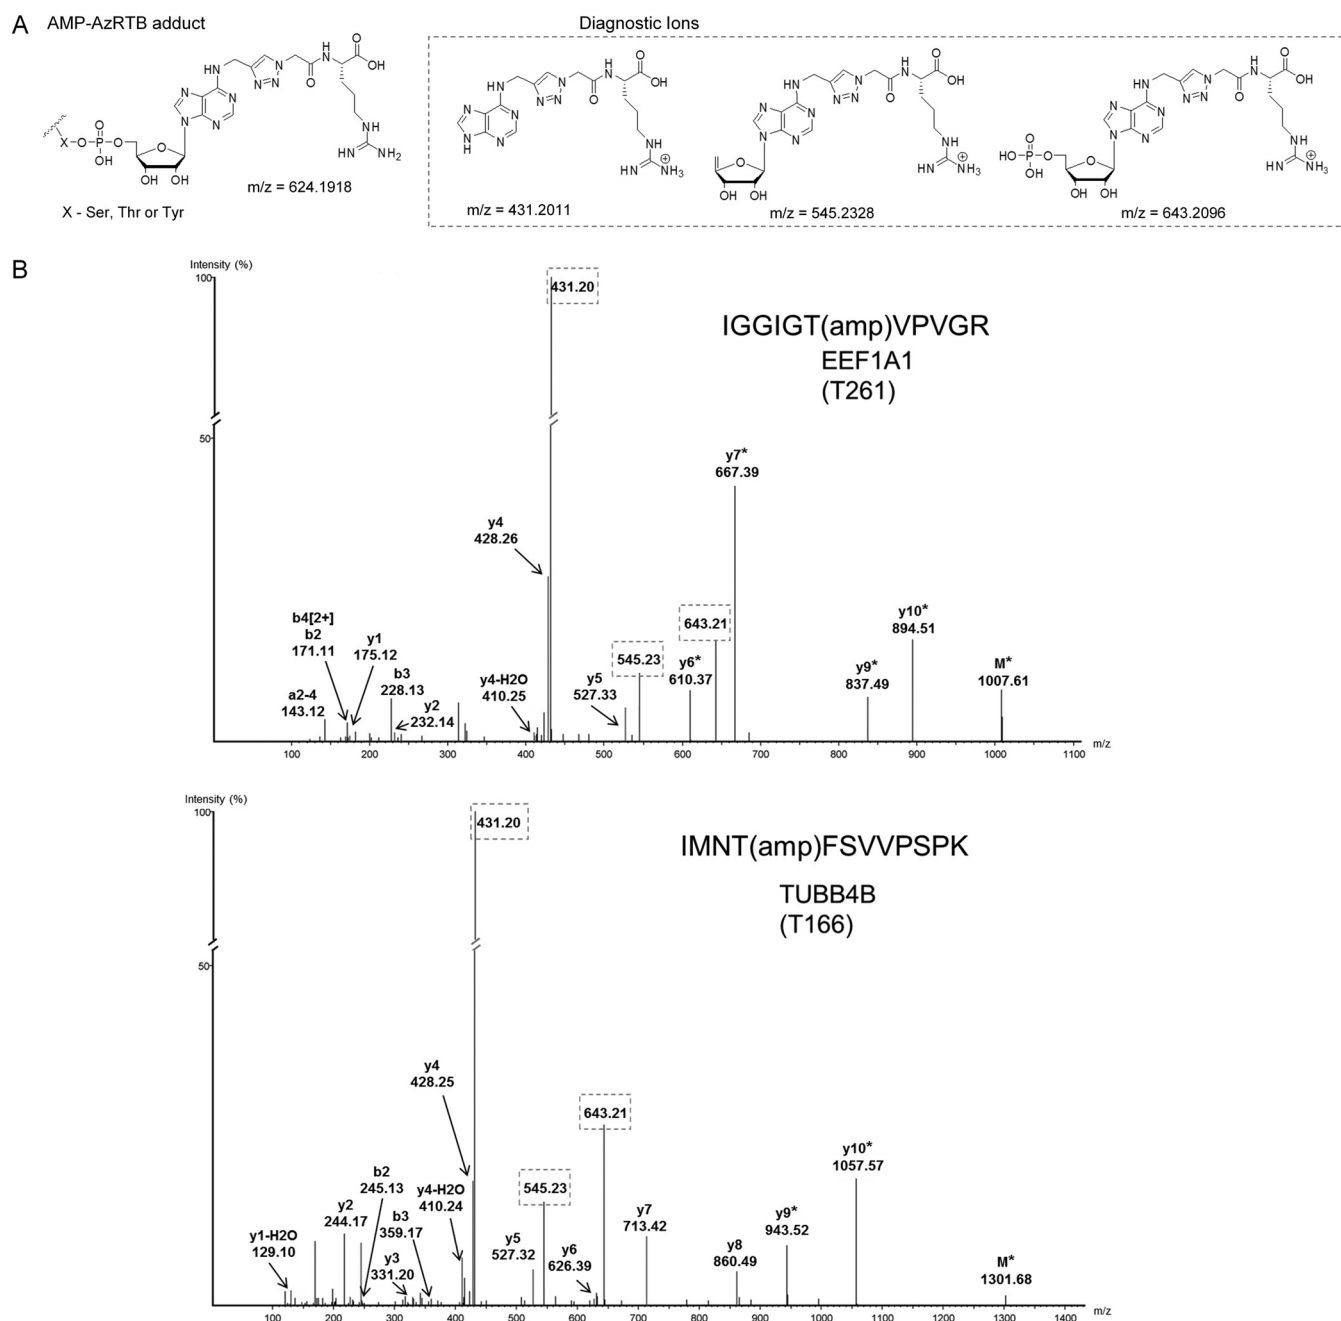 A
AMP-AzRTB adduct
Diagnostic Ions
m/z = 624.1918
X - Ser, Thr or Tyr
m/z = 431.2011
m/z = 545.2328
m/z = 643.2096
B
Intensity (%)
100
50
431.20
IGGIGT(amp)VPVGR
EEF1A1
(T261)
y7*
667.39
y4
428.26
b4[2+]
b2
171.11
y1
175.12
a2-4
143.12
b3
228.13
y2
232.14
y4-H2O
410.25
y5
527.33
545.23
643.21
y6*
610.37
y9*
837.49
y10*
894.51
M*
1007.61
100 200 300 400 500 600 700 800 900 1000 1100 m/z
Intensity (%)
100
50
431.20
IMNT(amp)FSVVPSPK
TUBB4B
(T166)
y4
428.25
b2
245.13
y2
244.17
y1-H2O
129.10
b3
359.17
y3
331.20
y4-H2O
410.24
y5
527.32
545.23
643.21
y6
626.39
y7
713.42
y8
860.49
y9*
943.52
y10*
1057.57
M*
1301.68
100 200 300 400 500 600 700 800 900 1000 1100 1200 1300 1400 m/z